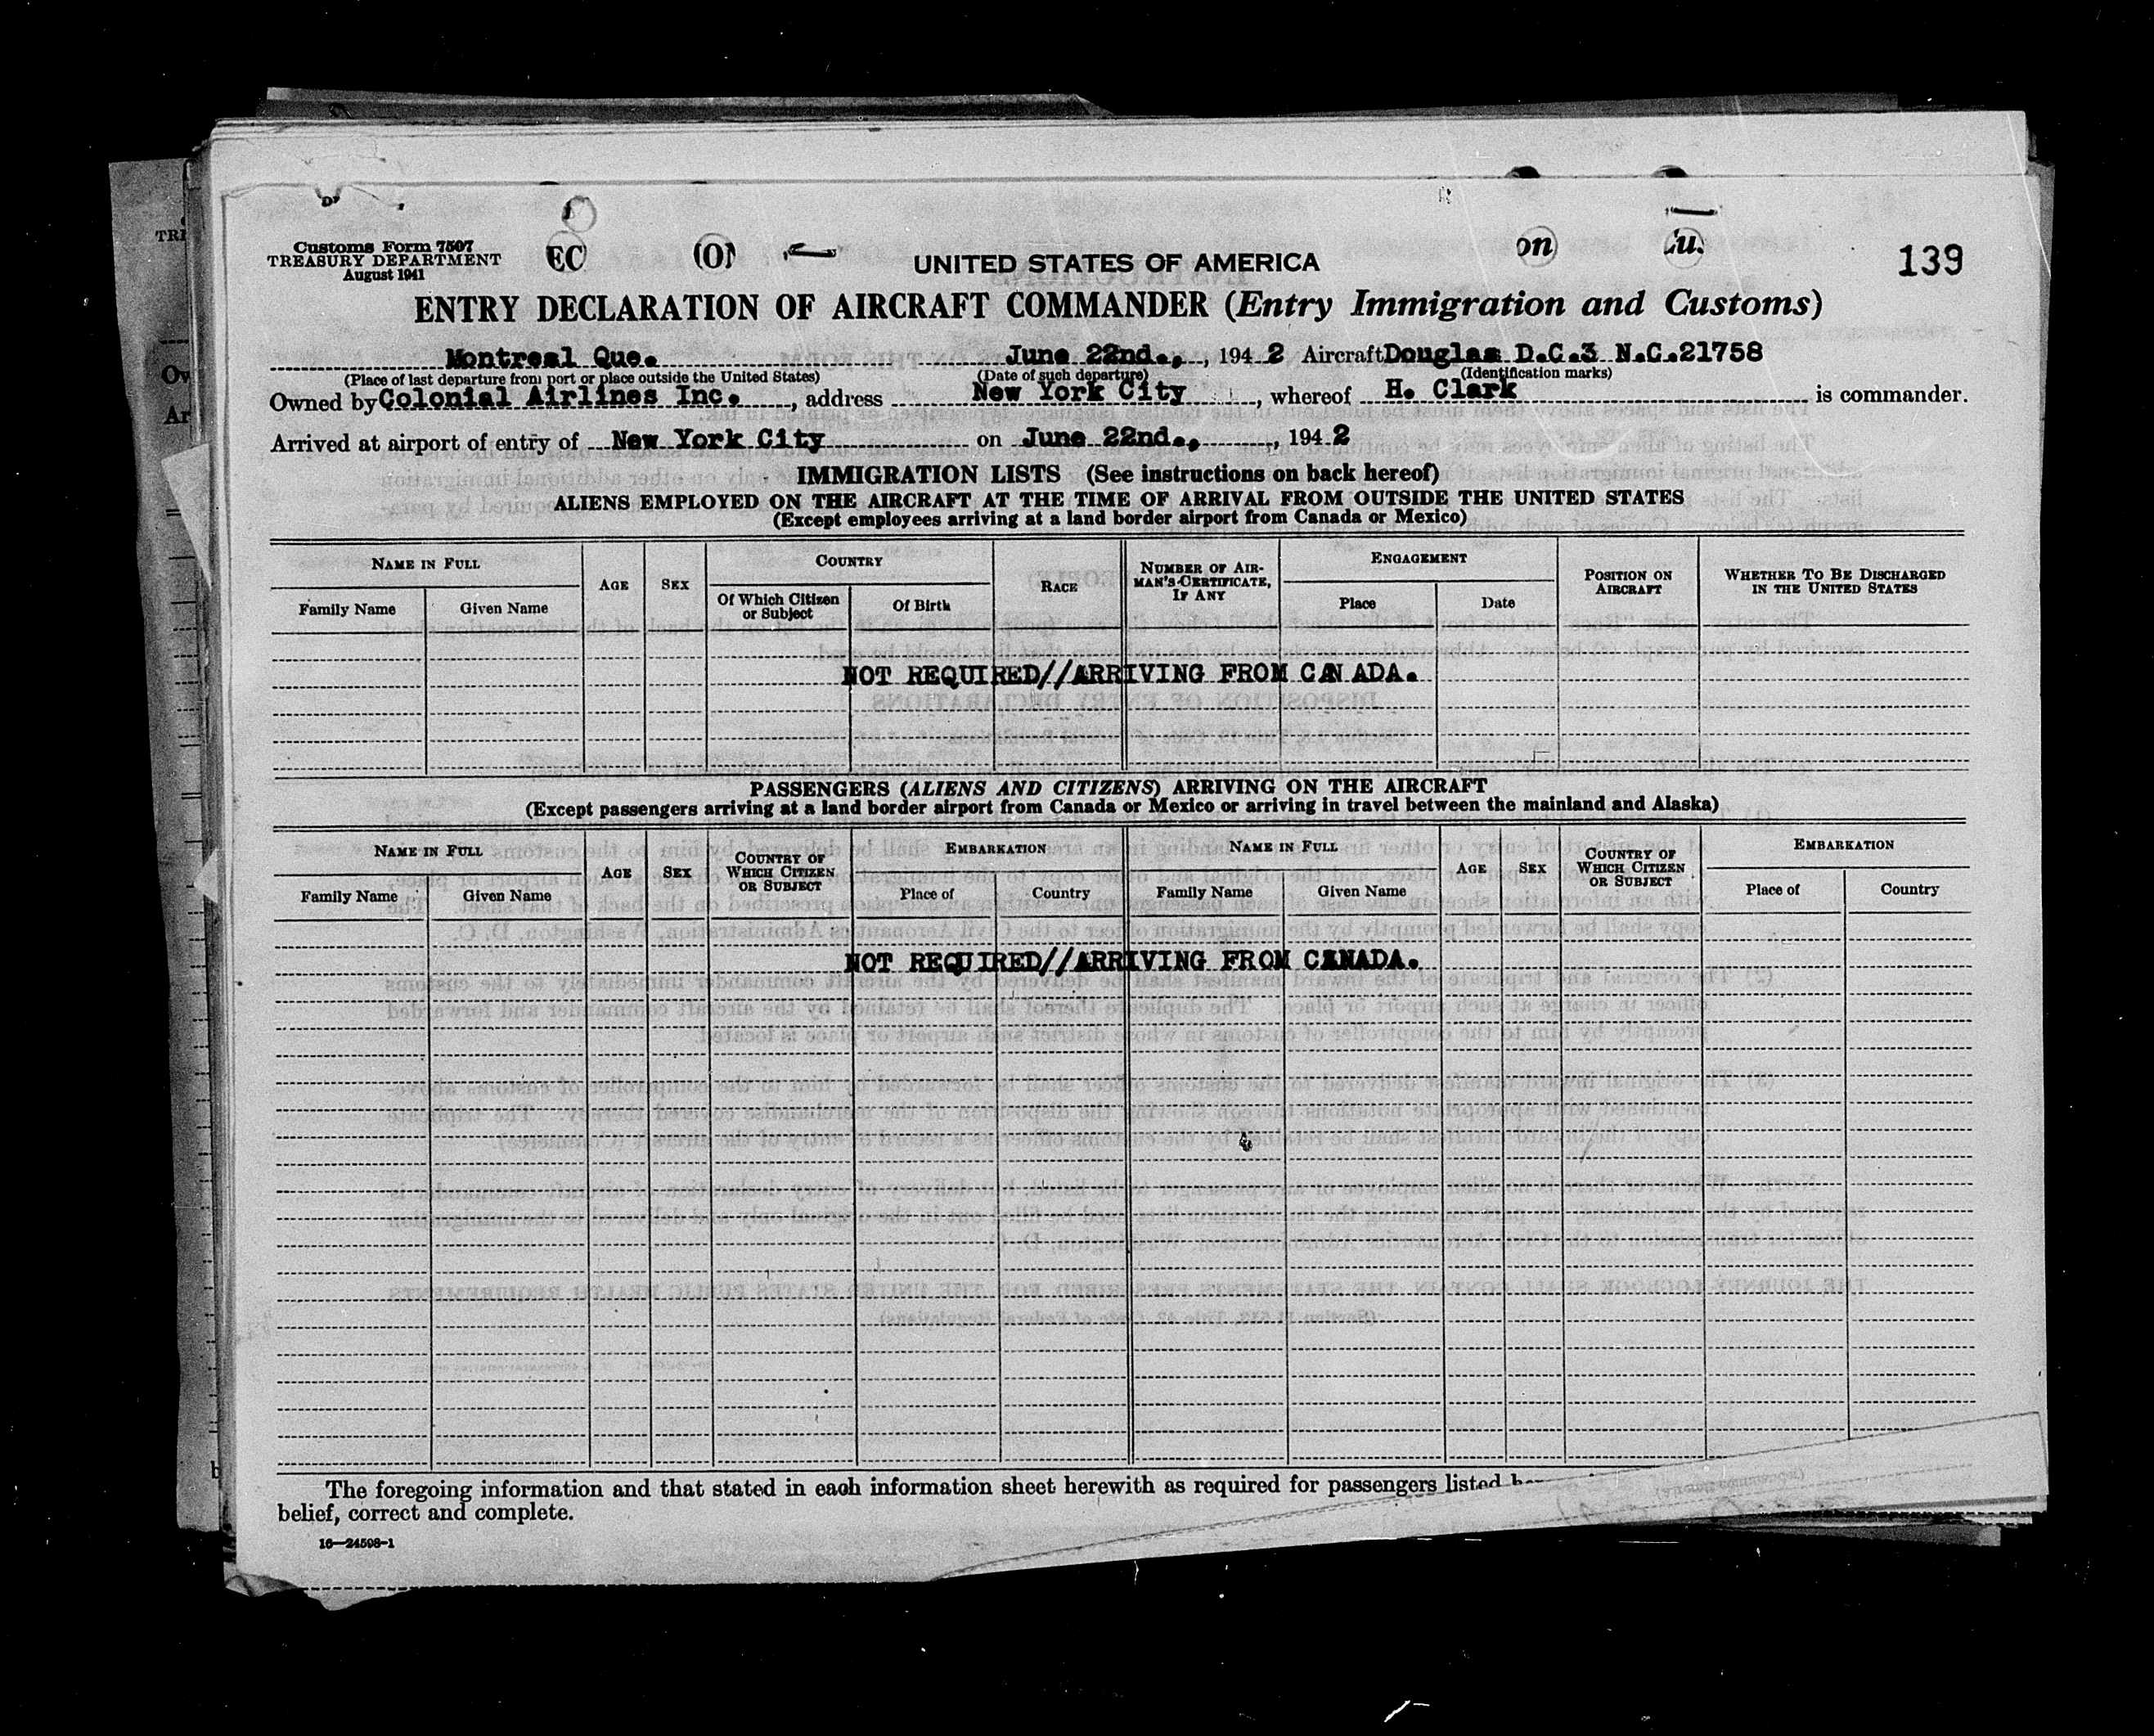 Customs Form 7507
TREASURY DEPARTMENT
August 1941
UNITED STATES OF AMERICA
139
ENTRY DECLARATION OF AIRCRAFT COMMANDER (Entry Immigration and Customs)
Montreal Que. June 22nd., , 194 2 Aircraft Douglas D.C.3 N.C.21758
(Place of last departure from port or place outside the United States) (Date of such departure) (Identification marks)
Owned by Colonial Airlines Inc. , address New York City , whereof H. Clark is commander.
Arrived at airport of entry of New York City on June 22nd., , 194 2
IMMIGRATION LISTS (See instructions on back hereof)
ALIENS EMPLOYED ON THE AIRCRAFT AT THE TIME OF ARRIVAL FROM OUTSIDE THE UNITED STATES
(Except employees arriving at a land border airport from Canada or Mexico)
NAME IN FULL
Family Name
Given Name
AGE
SEX
COUNTRY
Of Which Citizen
or Subject
Of Birth
RACE
NUMBER OF AIR-
MAN'S CERTIFICATE,
IF ANY
ENGAGEMENT
Place
Date
POSITION ON
AIRCRAFT
WHETHER TO BE DISCHARGED
IN THE UNITED STATES
NOT REQUIRED//ARRIVING FROM CAN ADA.
PASSENGERS (ALIENS AND CITIZENS) ARRIVING ON THE AIRCRAFT
(Except passengers arriving at a land border airport from Canada or Mexico or arriving in travel between the mainland and Alaska)
NAME IN FULL
Family Name
Given Name
AGE
SEX
COUNTRY OF
WHICH CITIZEN
OR SUBJECT
EMBARKATION
Place of
Country
NAME IN FULL
Family Name
Given Name
AGE
SEX
COUNTRY OF
WHICH CITIZEN
OR SUBJECT
EMBARKATION
Place of
Country
NOT REQUIRED//ARRIVING FROM CANADA.
The foregoing information and that stated in each information sheet herewith as required for passengers listed
belief, correct and complete.
16—24598-1